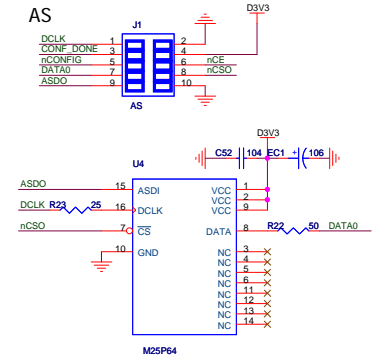 AS
D3V3
J1
DCLK 1 2
CONF_DONE 3 4
nCONFIG 5 6 nCE
DATA0 7 8 nCSO
ASDO 9 10
AS
D3V3
C52 104 EC1 + 106
U4
ASDO 15 ASDI VCC 1
VCC 2
DCLK R23 25 16 DCLK VCC 9
nCSO 7 CS DATA 8 R22 50 DATA0
10 GND NC 3
NC 4
NC 5
NC 6
NC 11
NC 12
NC 13
NC 14
M25P64